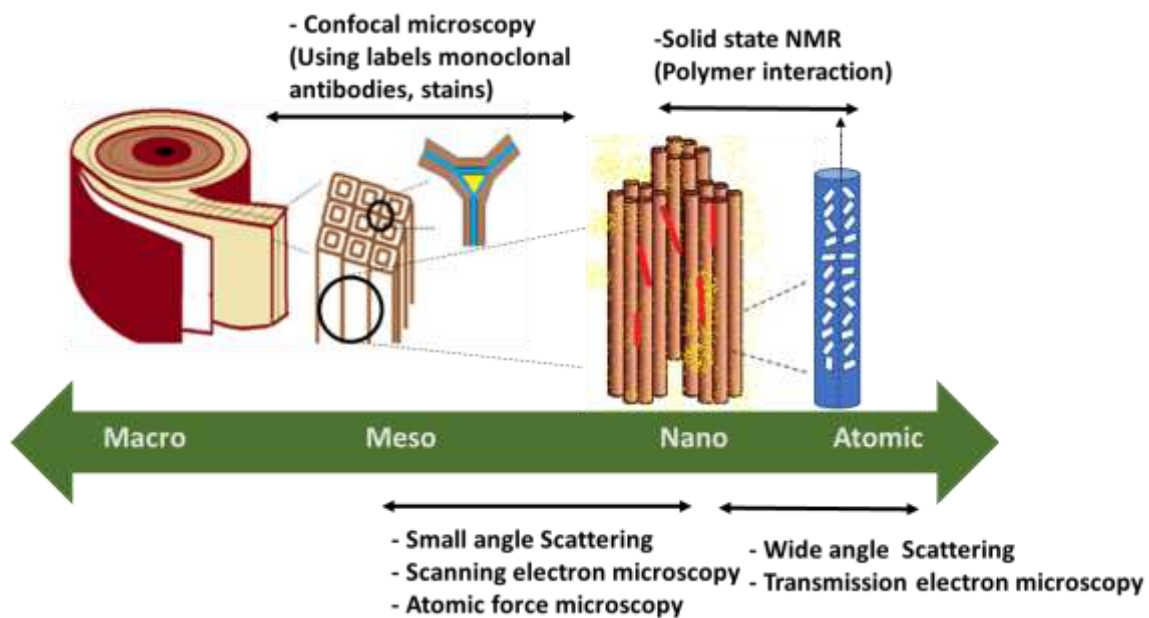 - Confocal microscopy
(Using labels monoclonal
antibodies, stains)
-Solid state NMR
(Polymer interaction)
Macro
Meso
Nano
Atomic
- Small angle Scattering
- Scanning electron microscopy
- Atomic force microscopy
- Wide angle Scattering
- Transmission electron microscopy